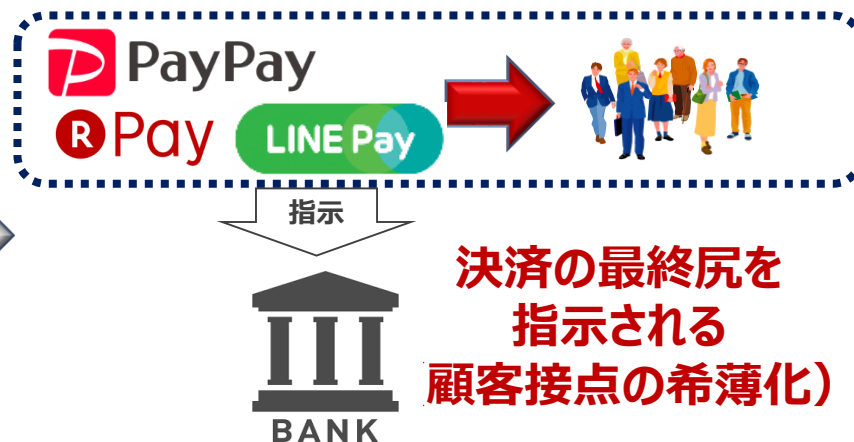 PayPay
R Pay
LINE Pay
指示
決済の最終尻を
指示される
顧客接点の希薄化）
BANK